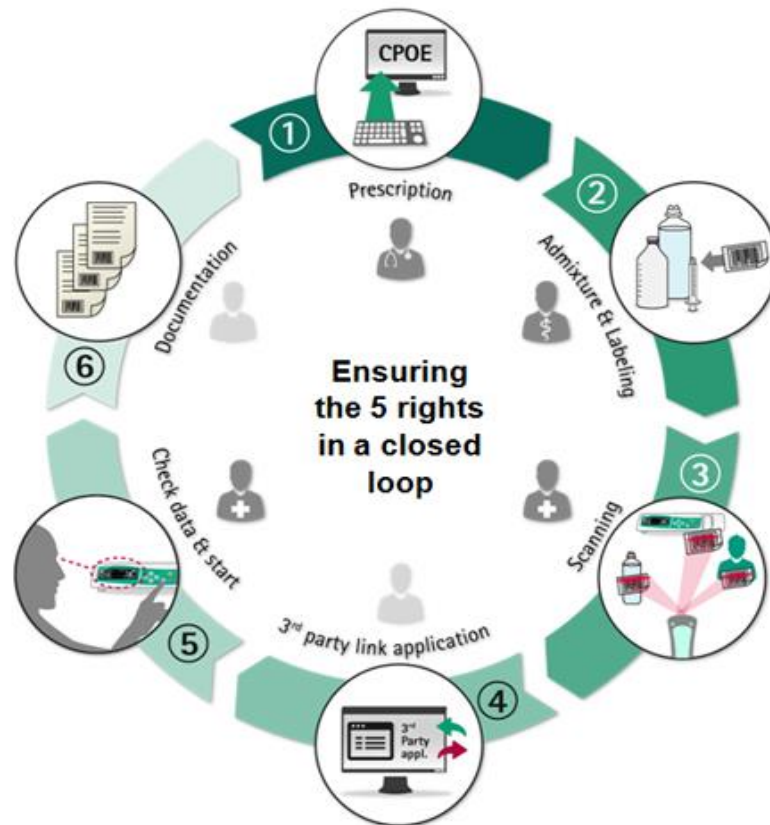 CPOE
①
Prescription
②
Admixture & Labeling
③
Scanning
④
3rd party link application
3rd
Party
appl.
⑤
Check data & start
⑥
Documentation
Ensuring
the 5 rights
in a closed
loop